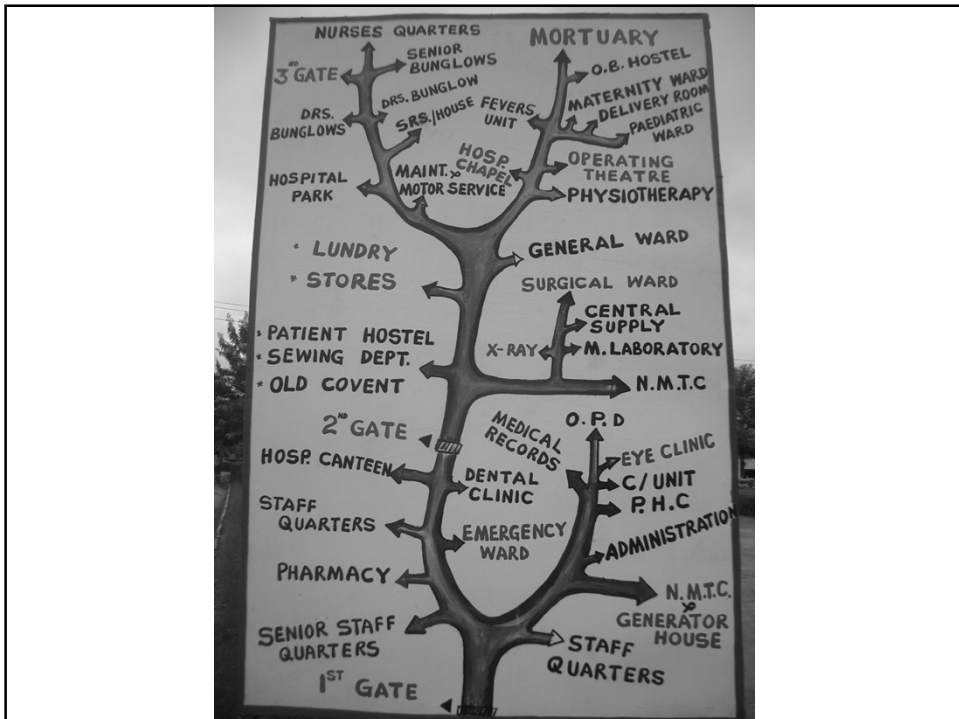 NURSES QUARTERS
SENIOR
BUNGLOWS
3ND GATE
DRS. BUNGLOW
DRS.
BUNGLOWS
SRS./HOUSE
MAINT. &
MOTOR SERVICE
HOSPITAL
PARK
MORTUARY
O.B. HOSTEL
MATERNITY WARD
DELIVERY ROOM
PAEDIATRIC
WARD
FEVERS
UNIT
HOSP.
CHAPEL
OPERATING
THEATRE
PHYSIOTHERAPY
GENERAL WARD
* LUNDRY
* STORES
SURGICAL WARD
CENTRAL
SUPPLY
X-RAY
M. LABORATORY
N.M.T.C
* PATIENT HOSTEL
* SEWING DEPT.
* OLD COVENT
2ND GATE
HOSP. CANTEEN
DENTAL
CLINIC
STAFF
QUARTERS
EMERGENCY
WARD
PHARMACY
SENIOR STAFF
QUARTERS
O.P.D
MEDICAL
RECORDS
EYE CLINIC
C/UNIT
P.H.C
ADMINISTRATION
N.M.T.C.
&
GENERATOR
HOUSE
STAFF
QUARTERS
1ST GATE